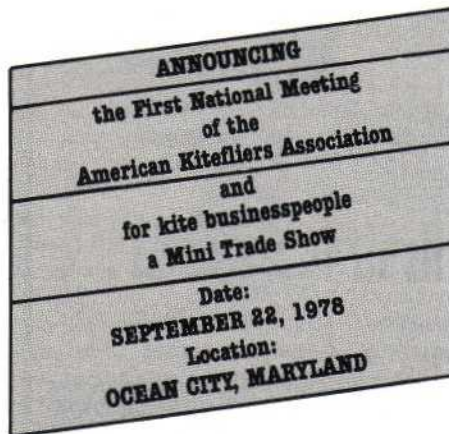 ANNOUNCING
the First National Meeting
of the
American Kitefliers Association
and
for kite businesspeople
a Mini Trade Show
Date:
SEPTEMBER 22, 1978
Location:
OCEAN CITY, MARYLAND